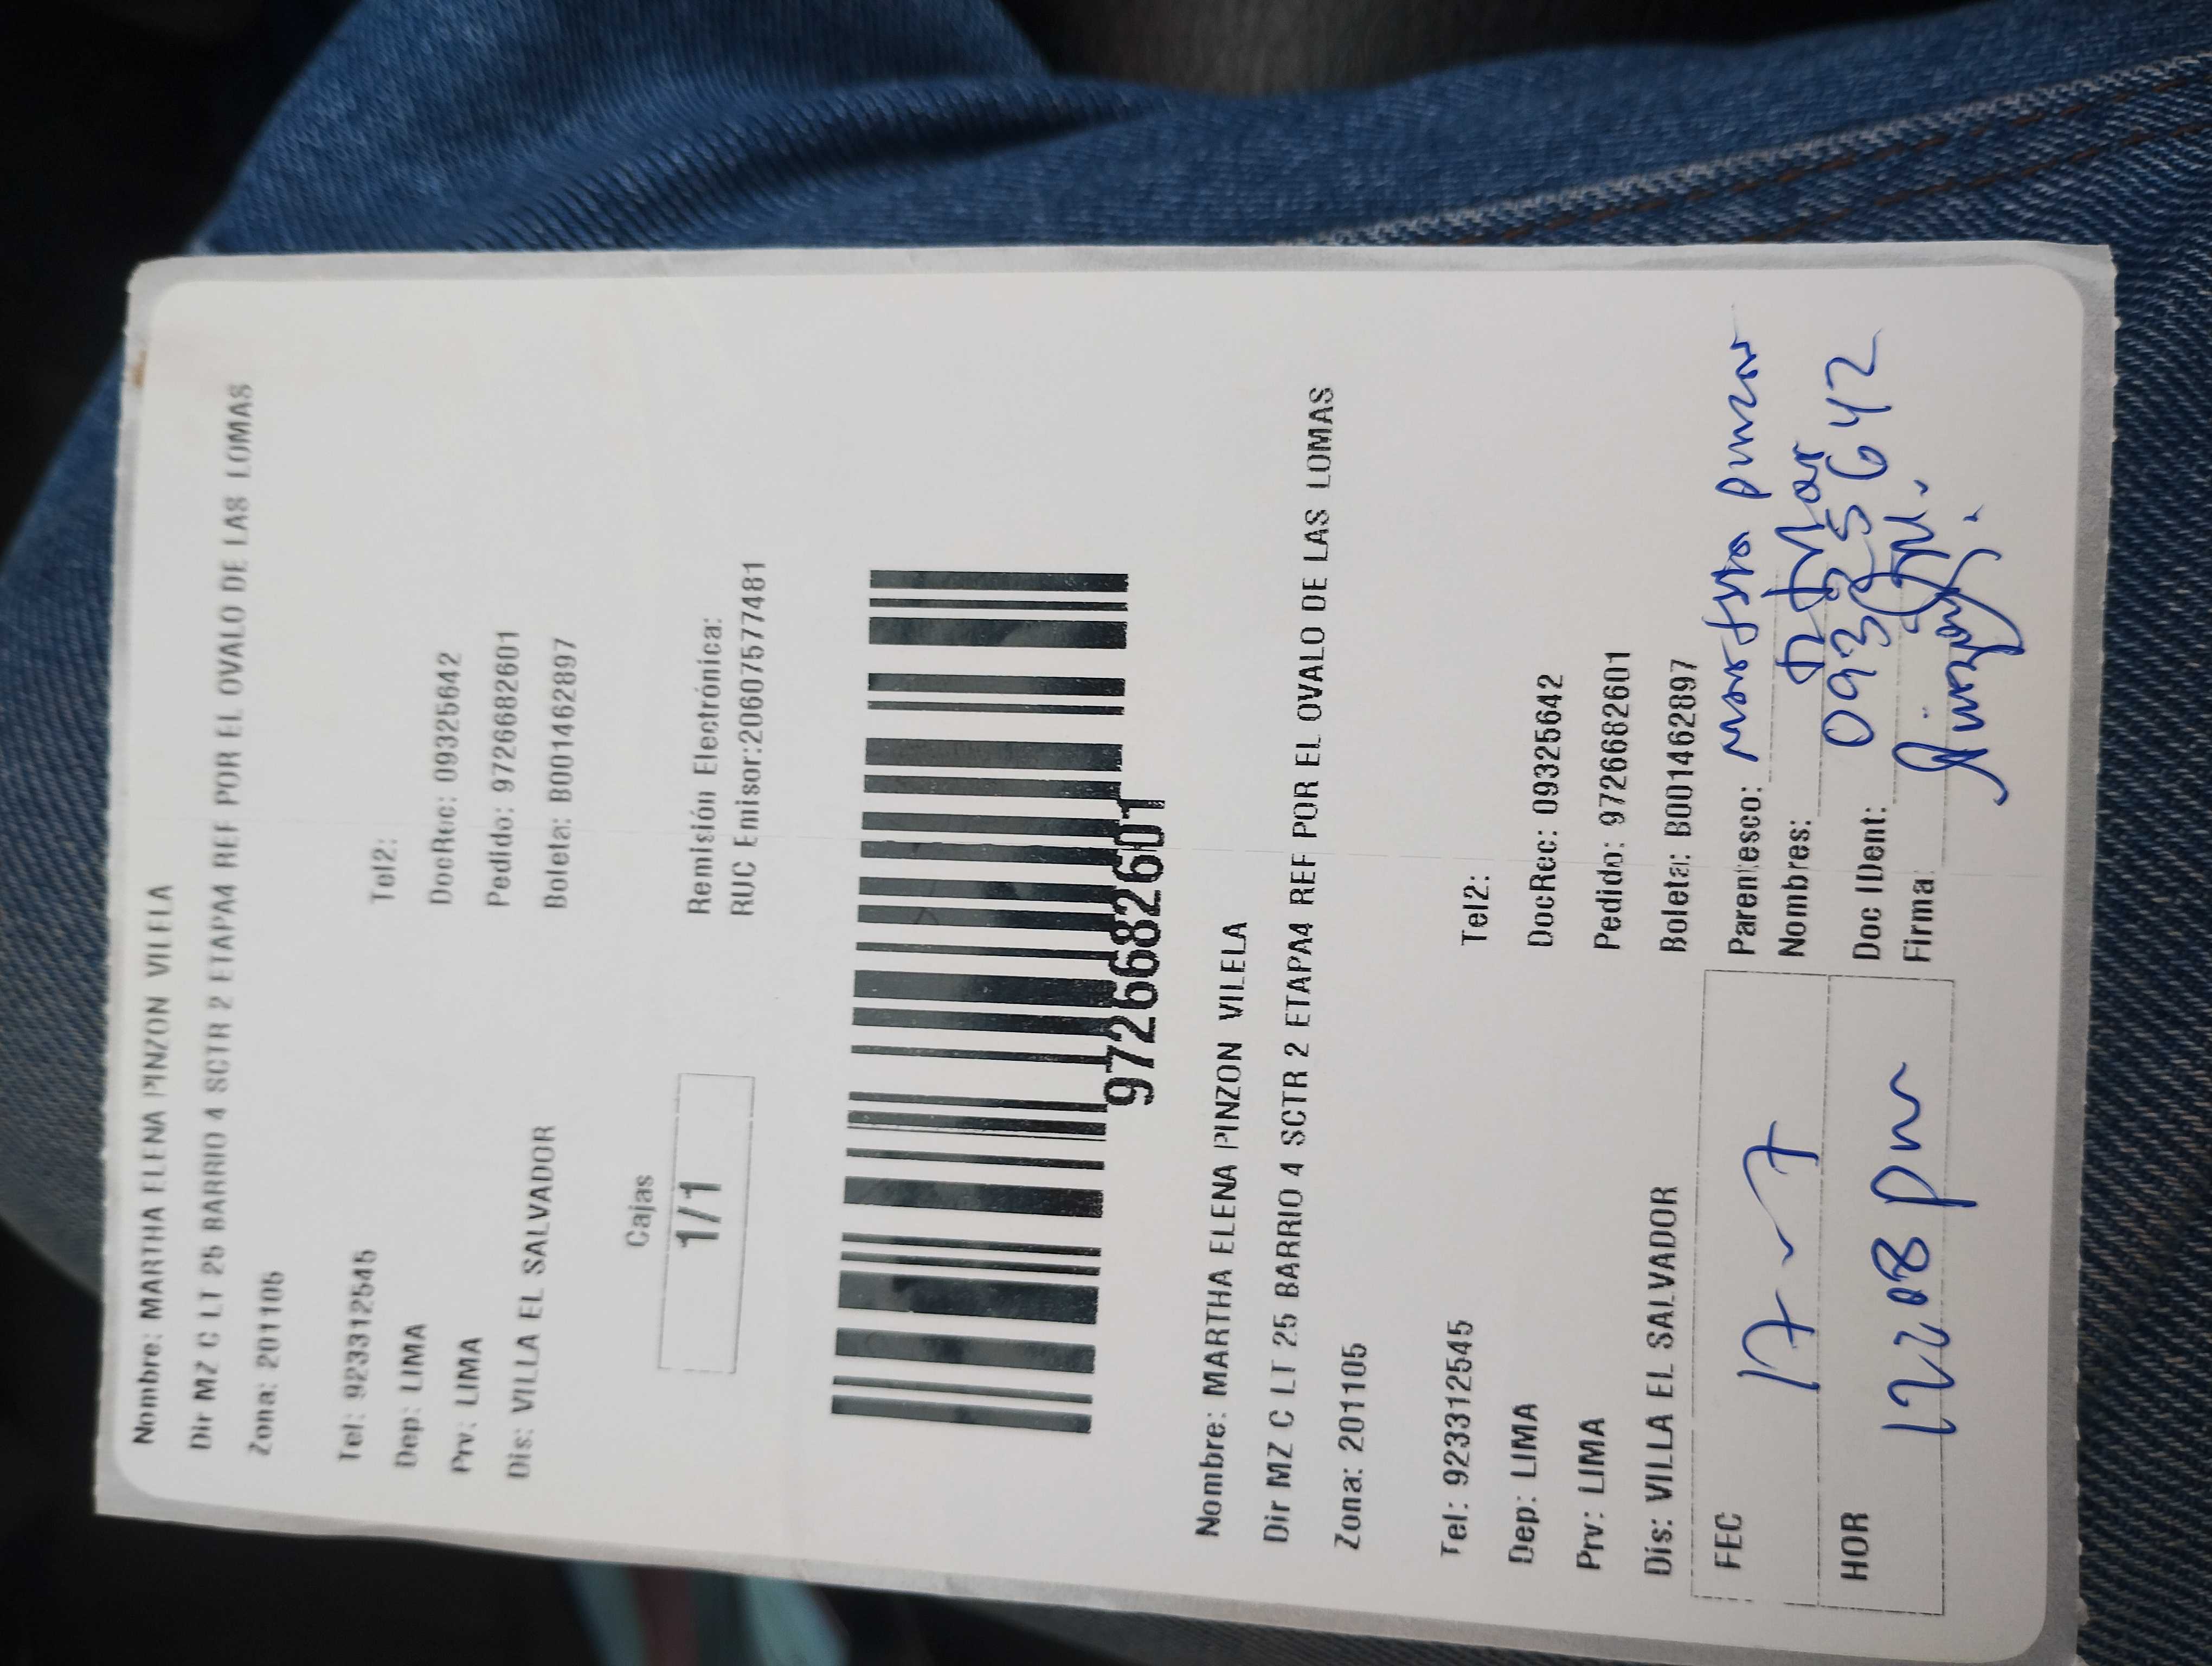 Nombre: MARTHA ELENA PINZON VILELA
Dir MZ C LT 25 BARRIO 4 SCTR 2 ETAPA4 REF POR EL OVALO DE LAS LOMAS
Zona: 201105
Tel: 923312545
Tel2:
Dep: LIMA
DocRec: 09325642
Prv: LIMA
Pedido: 9726682601
Dis: VILLA EL SALVADOR
Boleta: B001462897
Cajas
1/1
Remisión Electrónica:
RUC Emisor:20607577481
9726682601
Nombre: MARTHA ELENA PINZON VILELA
Dir MZ C LT 25 BARRIO 4 SCTR 2 ETAPA4 REF POR EL OVALO DE LAS LOMAS
Zona: 201105
Tel: 923312545
Tel2:
Dep: LIMA
DocRec: 09325642
Prv: LIMA
Pedido: 9726682601
Dis: VILLA EL SALVADOR
Boleta: B001462897
FEC 17-7
Parentesco:
Nombres:
HOR 12:08 pm
Doc IDent: 09325642
Firma: